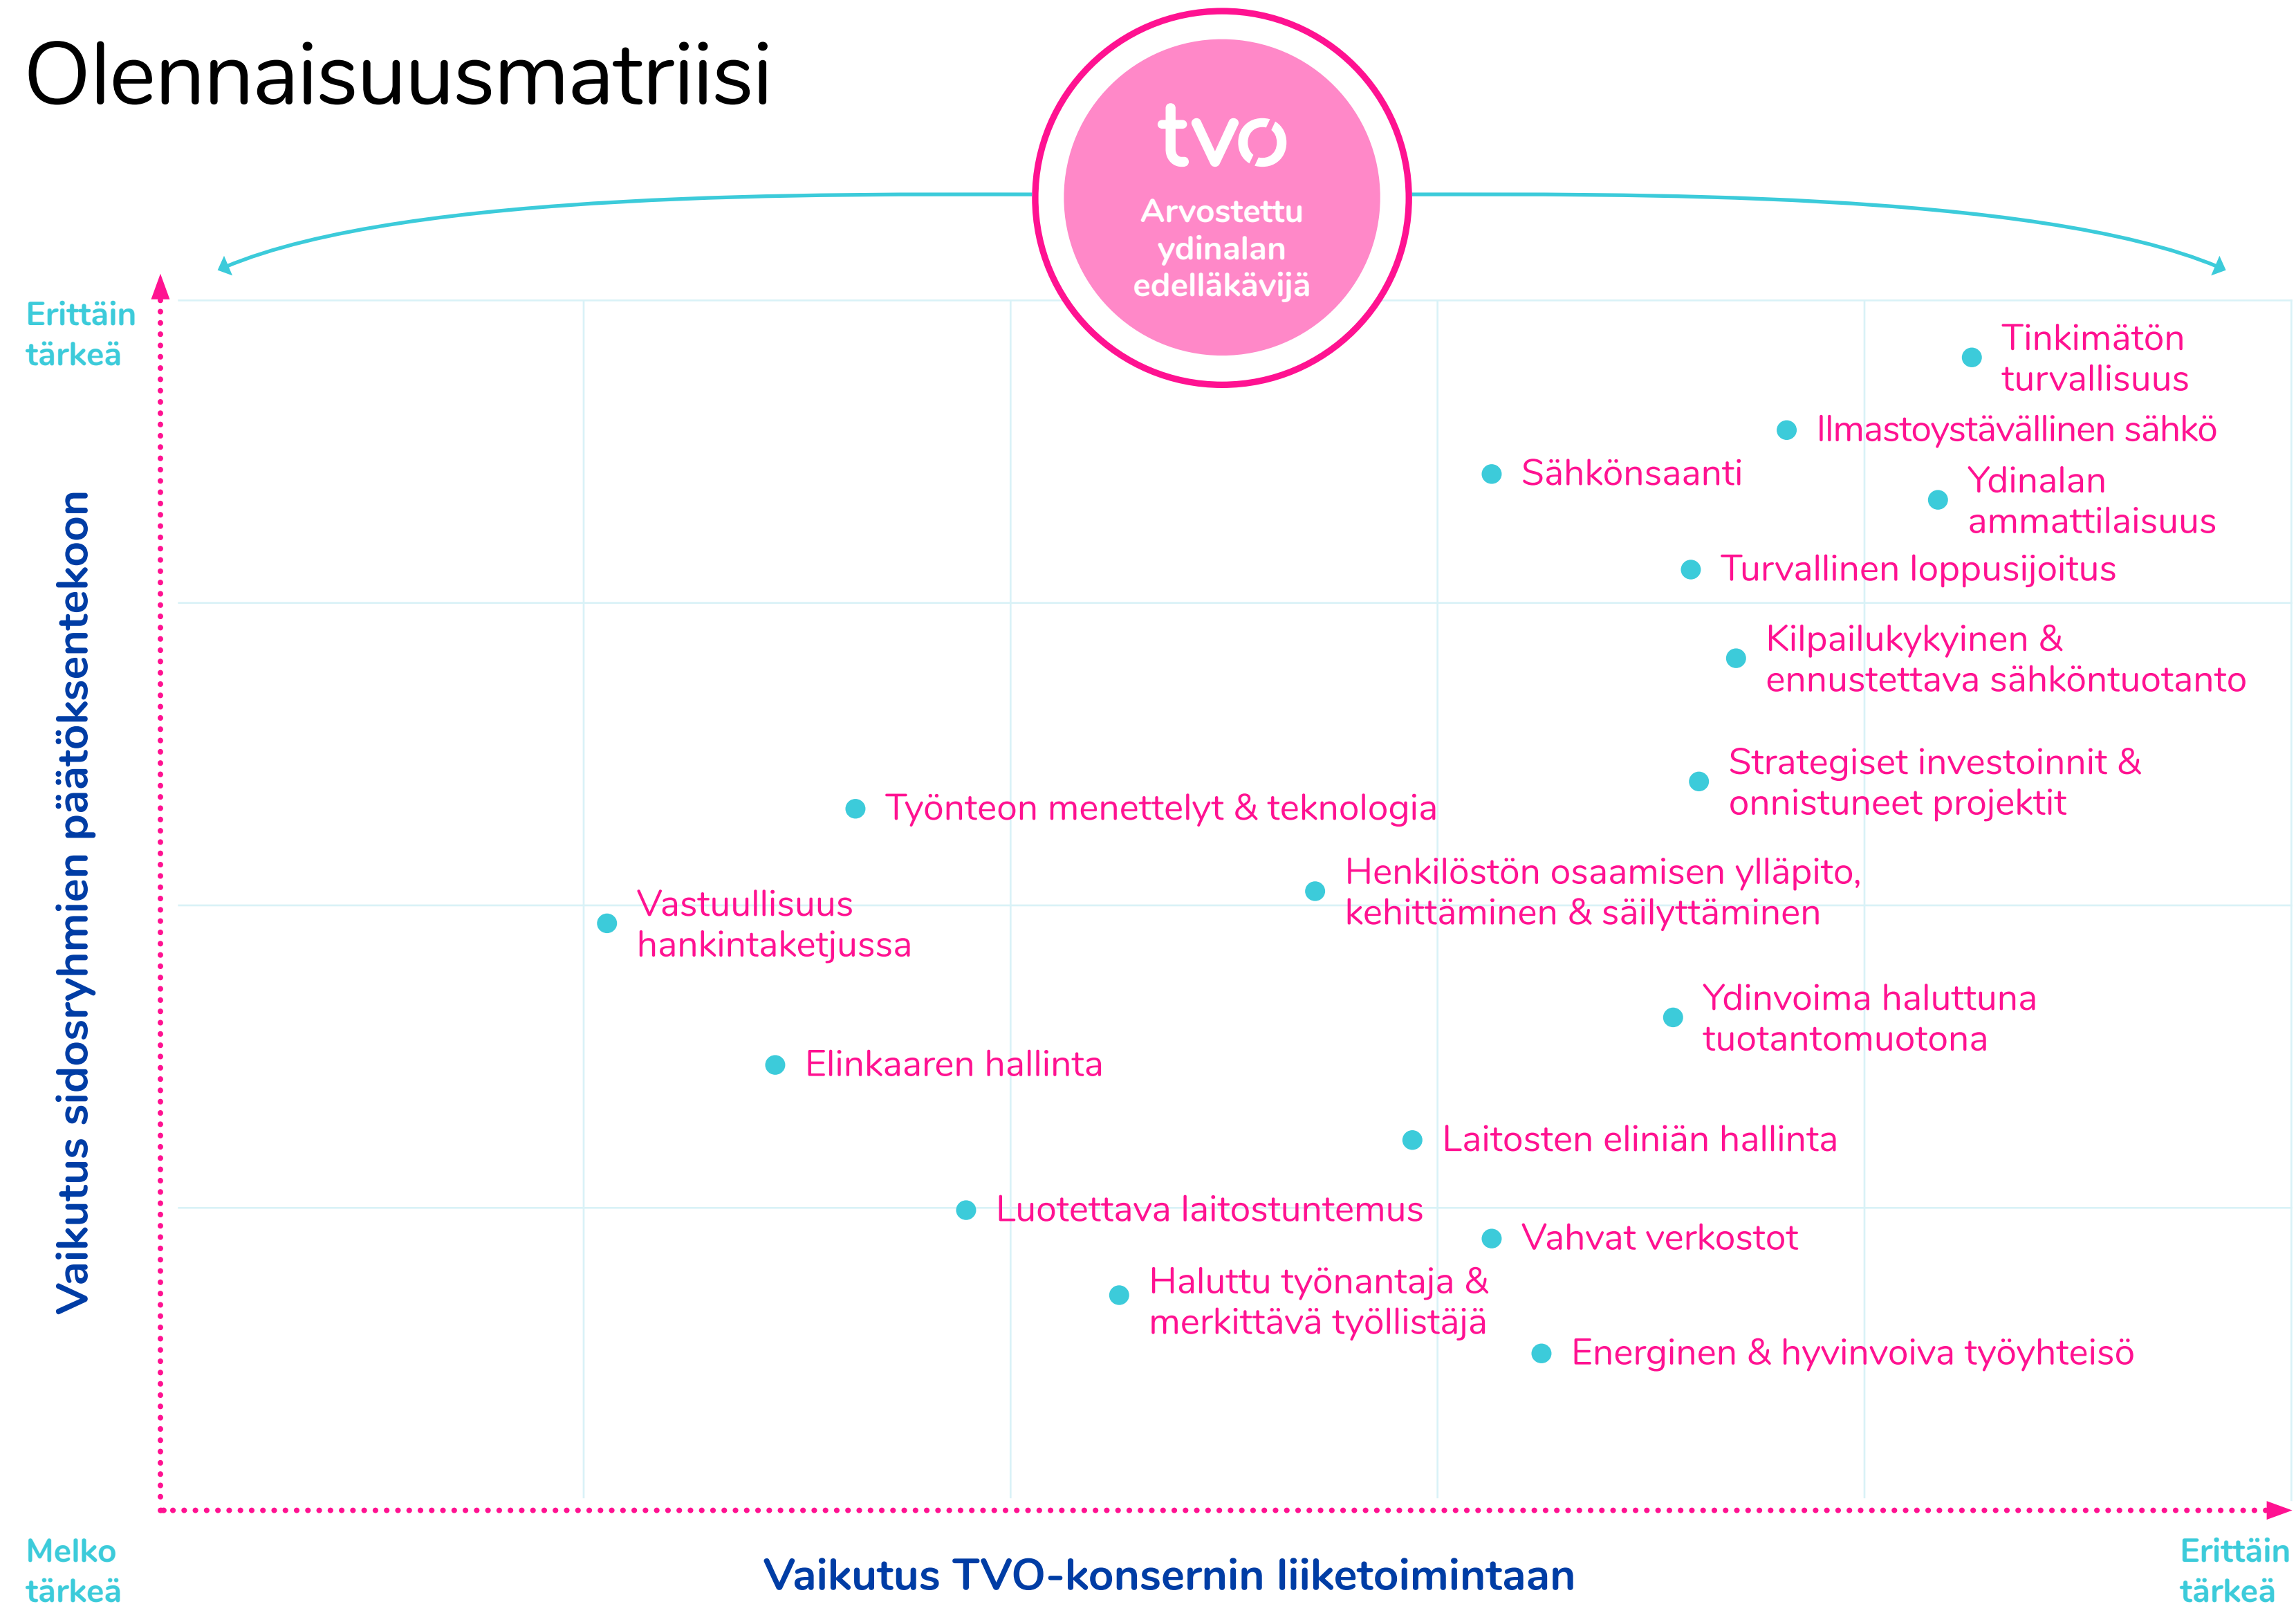 Olennaisuusmatriisi
tvo
Arvostettu
ydinalan
edelläkävijä
Erittäin
tärkeä
Vaikutus sidosryhmien päätöksentekoon
Tinkimätön
turvallisuus
Ilmastoystävällinen sähkö
Sähkönsaanti
Ydinalan
ammattilaisuus
Turvallinen loppusijoitus
Kilpailukykyinen &
ennustettava sähköntuotanto
Strategiset investoinnit &
onnistuneet projektit
Työnteon menettelyt & teknologia
Henkilöstön osaamisen ylläpito,
kehittäminen & säilyttäminen
Vastuullisuus
hankintaketjussa
Ydinvoima haluttuna
tuotantomuotona
Elinkaaren hallinta
Laitosten eliniän hallinta
Luotettava laitostuntemus
Vahvat verkostot
Haluttu työnantaja &
merkittävä työllistäjä
Energinen & hyvinvoiva työyhteisö
Melko
tärkeä
Vaikutus TVO-konsernin liiketoimintaan
Erittäin
tärkeä